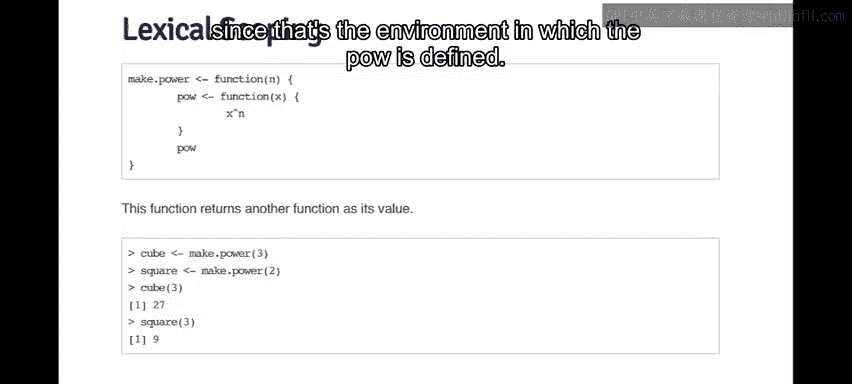 Lexical Scoping
since that's the environment in which the
pow is defined.
make.power <- function(n) {
pow <- function(x) {
x^n
}
pow
}
This function returns another function as its value.
> cube <- make.power(3)
> square <- make.power(2)
> cube(3)
[1] 27
> square(3)
[1] 9